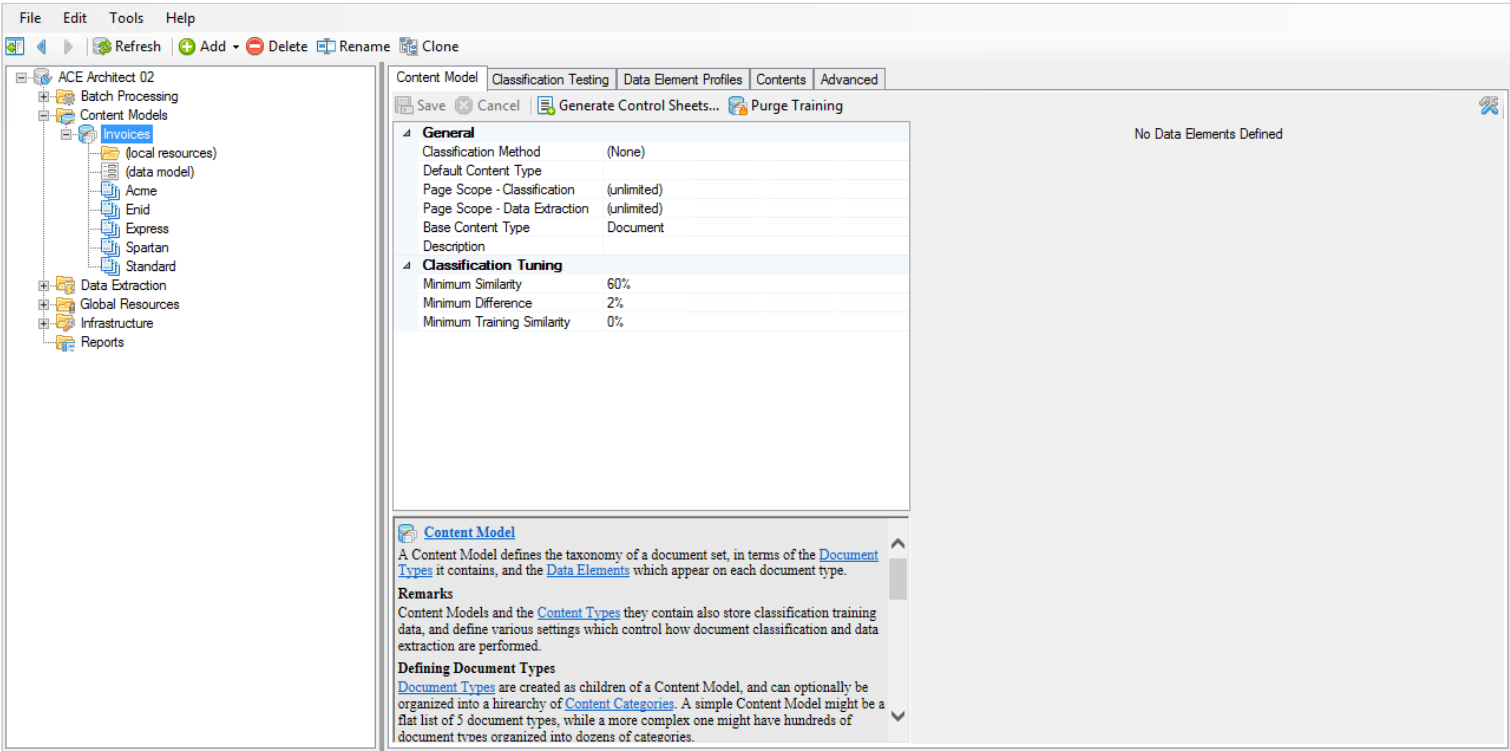 File Edit Tools Help
Refresh Add Delete Rename Clone
ACE Architect 02
Batch Processing
Content Models
Invoices
(local resources)
(data model)
Acme
Enid
Express
Spartan
Standard
Data Extraction
Global Resources
Infrastructure
Reports
Content Model Classification Testing Data Element Profiles Contents Advanced
Save Cancel Generate Control Sheets... Purge Training
General
Classification Method (None)
Default Content Type
Page Scope - Classification (unlimited)
Page Scope - Data Extraction (unlimited)
Base Content Type Document
Description
Classification Tuning
Minimum Similarity 60%
Minimum Difference 2%
Minimum Training Similarity 0%
Content Model
A Content Model defines the taxonomy of a document set, in terms of the Document
Types it contains, and the Data Elements which appear on each document type.
Remarks
Content Models and the Content Types they contain also store classification training
data, and define various settings which control how document classification and data
extraction are performed.
Defining Document Types
Document Types are created as children of a Content Model, and can optionally be
organized into a hirearchy of Content Categories. A simple Content Model might be a
flat list of 5 document types, while a more complex one might have hundreds of
document types organized into dozens of categories.
No Data Elements Defined